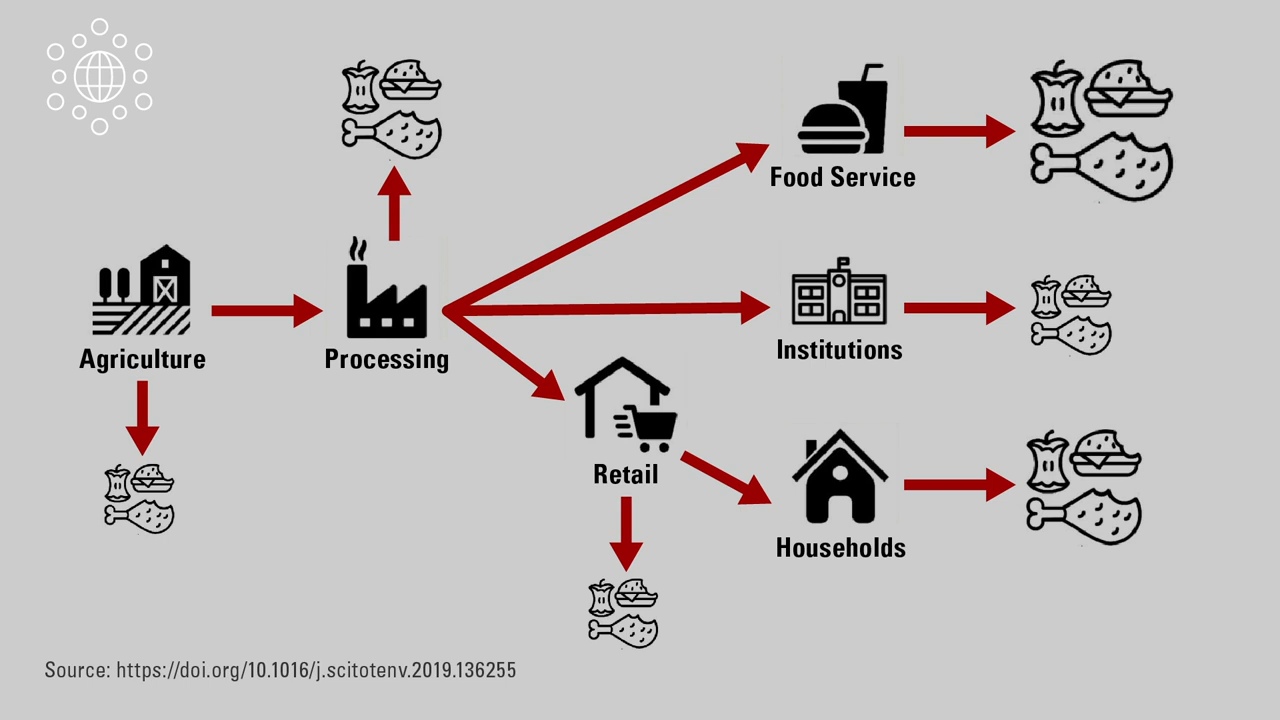 Food Service
Agriculture
Processing
Institutions
Retail
Households
Source: https://doi.org/10.1016/j.scitotenv.2019.136255